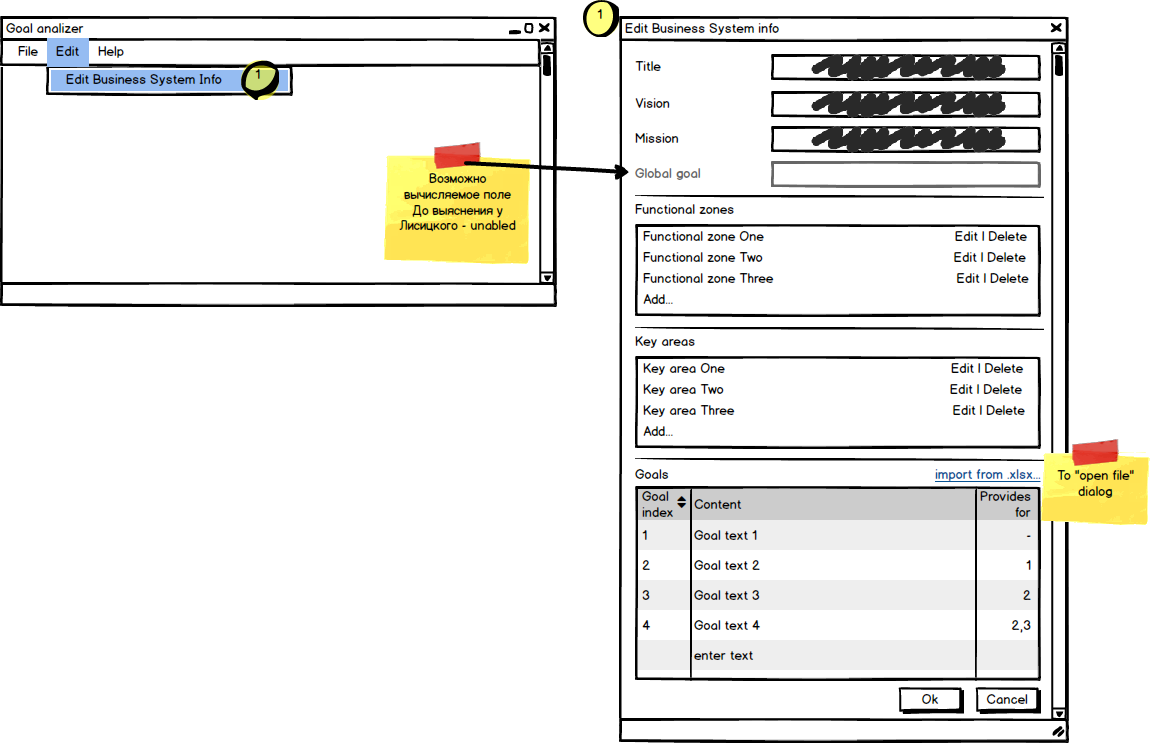 Goal analizer
File Edit Help
Edit Business System Info 1
Возможно
вычисляемое поле
До выяснения у
Лисицкого - unabled
1
Edit Business System info
Title
Vision
Mission
Global goal
Functional zones
Functional zone One Edit | Delete
Functional zone Two Edit | Delete
Functional zone Three Edit | Delete
Add...
Key areas
Key area One Edit | Delete
Key area Two Edit | Delete
Key area Three Edit | Delete
Add...
Goals import from .xlsx...
To "open file"
dialog
Goal
index
Content
Provides
for
1 Goal text 1 -
2 Goal text 2 1
3 Goal text 3 2
4 Goal text 4 2,3
enter text
Ok Cancel